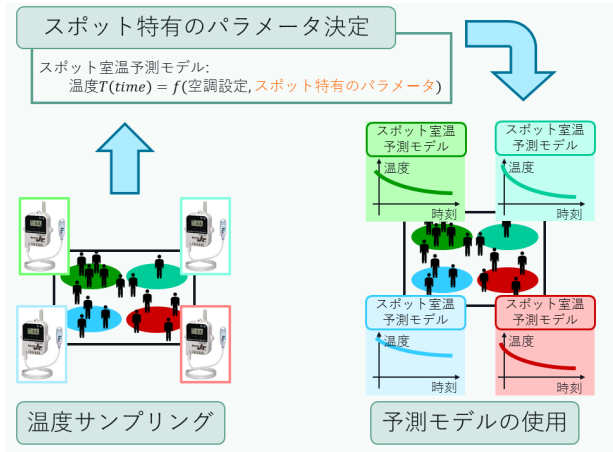 スポット特有のパラメータ決定
スポット室温予測モデル:
温度T(time) = f(空調設定,スポット特有のパラメータ)
スポット室温
予測モデル
温度
時刻
スポット室温
予測モデル
温度
時刻
スポット室温
予測モデル
温度
時刻
スポット室温
予測モデル
温度
時刻
温度サンプリング
予測モデルの使用